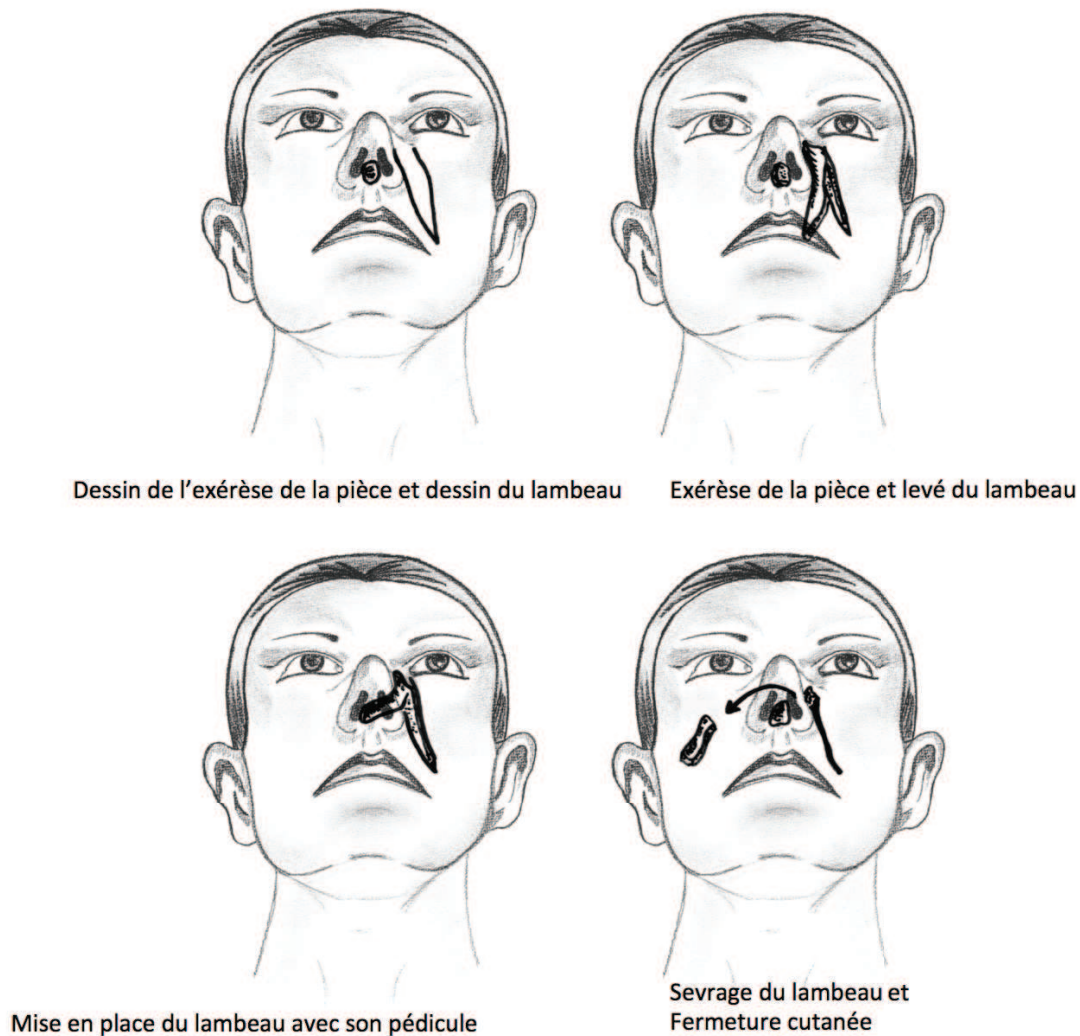 Dessin de l'exérèse de la pièce et dessin du lambeau
Exérèse de la pièce et levé du lambeau
Mise en place du lambeau avec son pédicule
Sevrage du lambeau et
Fermeture cutanée